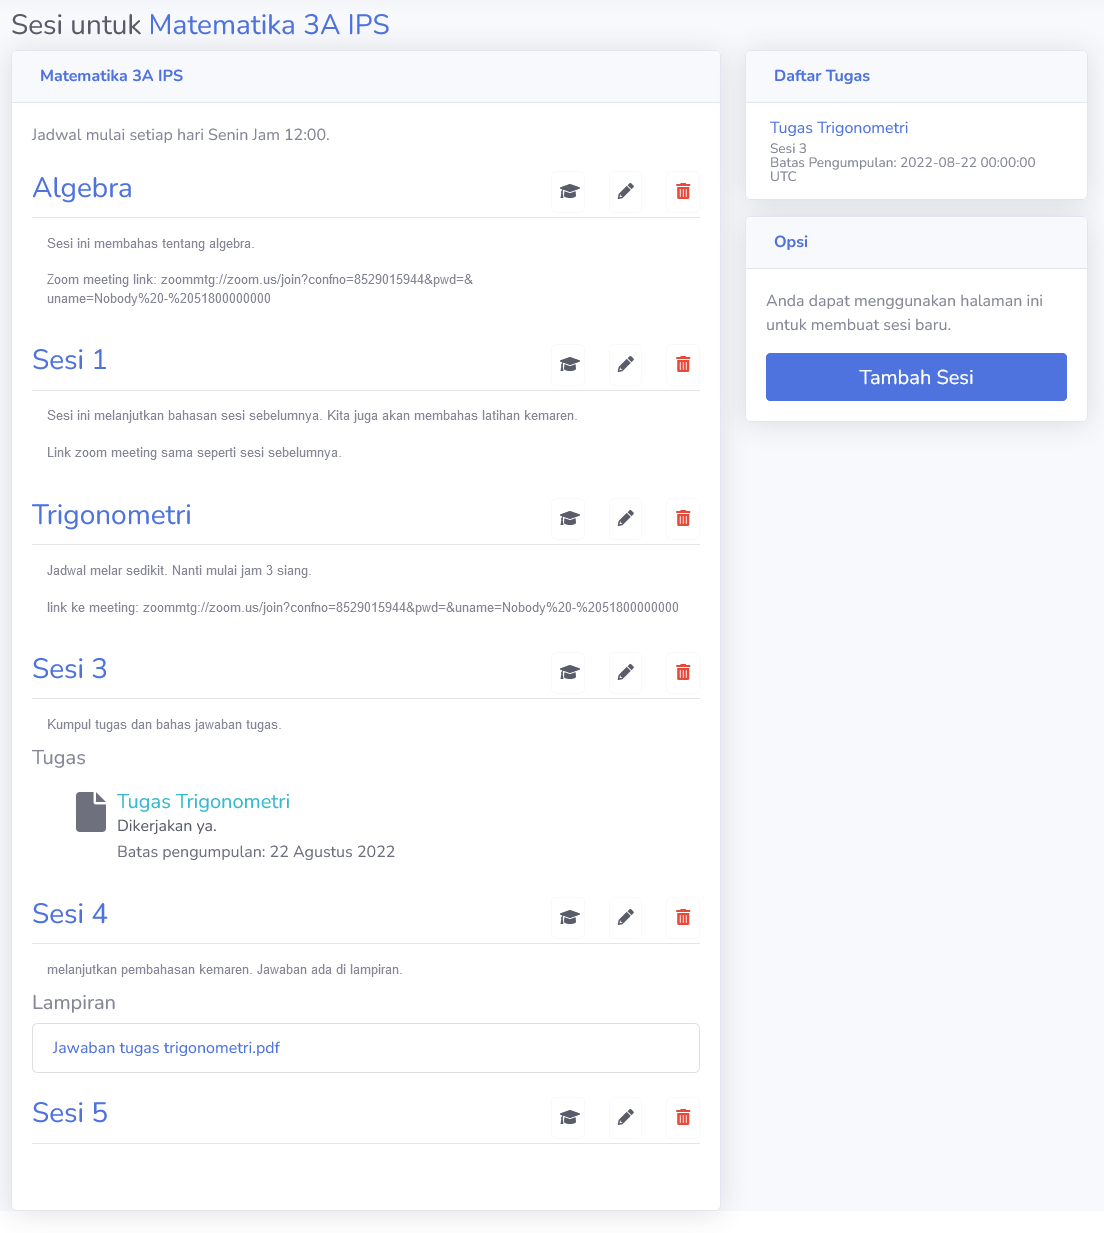 Sesi untuk Matematika 3A IPS
Matematika 3A IPS
Jadwal mulai setiap hari Senin Jam 12:00.
Algebra
Sesi ini membahas tentang algebra.
Zoom meeting link: zoommtg://zoom.us/join?confno=8529015944&pwd=&
uname=Nobody%20-%2051800000000
Sesi 1
Sesi ini melanjutkan bahasan sesi sebelumnya. Kita juga akan membahas latihan kemaren.
Link zoom meeting sama seperti sesi sebelumnya.
Trigonometri
Jadwal melar sedikit. Nanti mulai jam 3 siang.
link ke meeting: zoommtg://zoom.us/join?confno=8529015944&pwd=&uname=Nobody%20-%2051800000000
Sesi 3
Kumpul tugas dan bahas jawaban tugas.
Tugas
Tugas Trigonometri
Dikerjakan ya.
Batas pengumpulan: 22 Agustus 2022
Sesi 4
melanjutkan pembahasan kemaren. Jawaban ada di lampiran.
Lampiran
Jawaban tugas trigonometri.pdf
Sesi 5
Daftar Tugas
Tugas Trigonometri
Sesi 3
Batas Pengumpulan: 2022-08-22 00:00:00
UTC
Opsi
Anda dapat menggunakan halaman ini
untuk membuat sesi baru.
Tambah Sesi